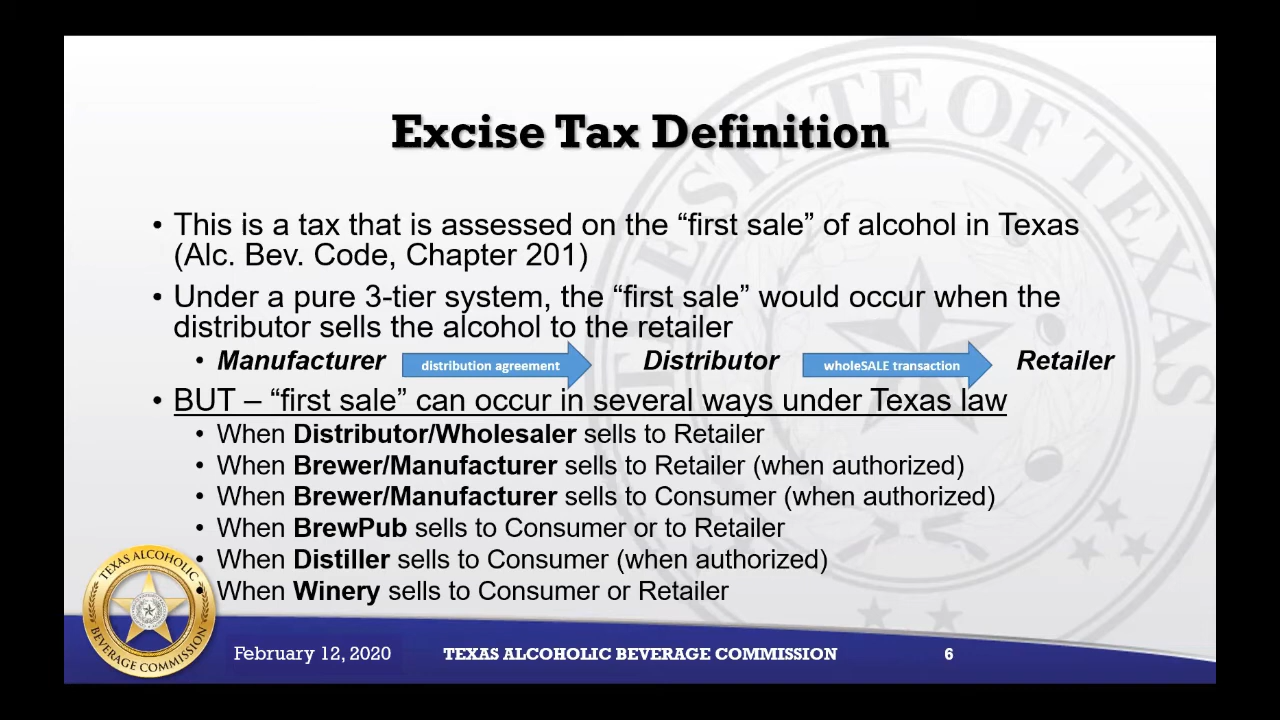 THE STATE OF TEXAS
Excise Tax Definition
• This is a tax that is assessed on the “first sale” of alcohol in Texas
(Alc. Bev. Code, Chapter 201)
• Under a pure 3-tier system, the “first sale” would occur when the
distributor sells the alcohol to the retailer
• Manufacturer distribution agreement Distributor wholeSALE transaction Retailer
• BUT – “first sale” can occur in several ways under Texas law
• When Distributor/Wholesaler sells to Retailer
• When Brewer/Manufacturer sells to Retailer (when authorized)
• When Brewer/Manufacturer sells to Consumer (when authorized)
• When BrewPub sells to Consumer or to Retailer
• When Distiller sells to Consumer (when authorized)
• When Winery sells to Consumer or Retailer
TEXAS ALCOHOLIC
BEVERAGE COMMISSION
February 12, 2020 TEXAS ALCOHOLIC BEVERAGE COMMISSION 6